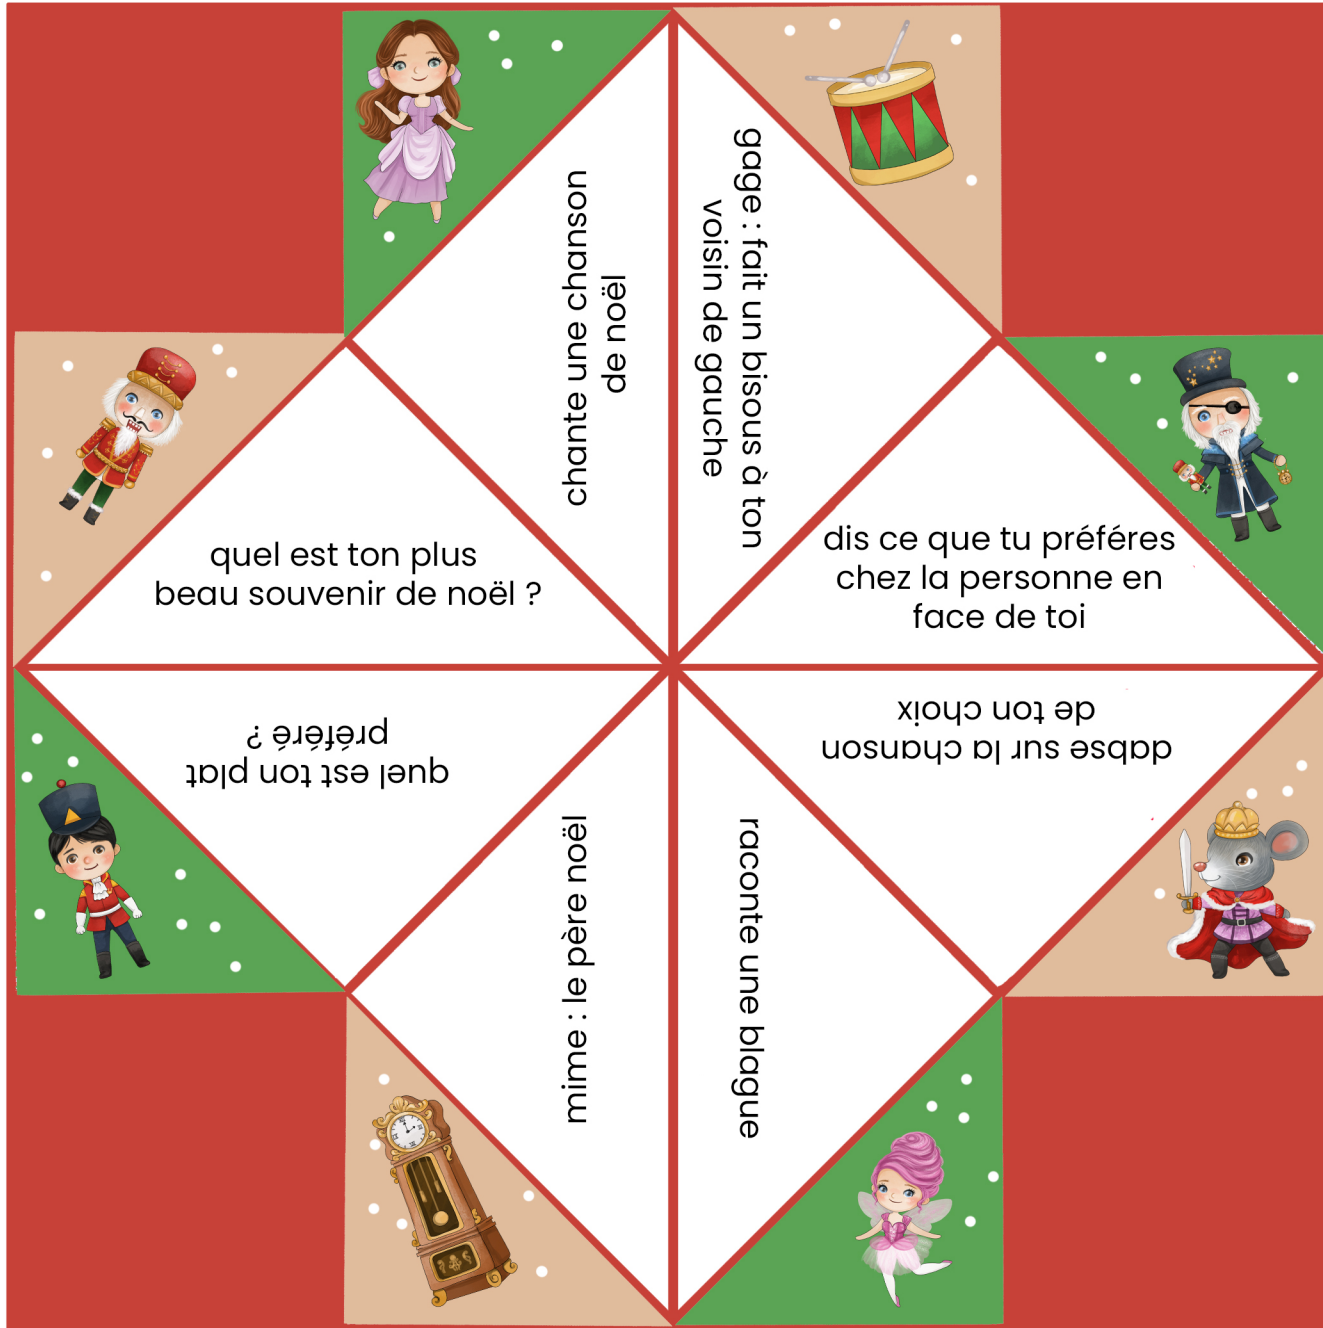 chante une chanson
de noël
gage : fait un bisous à ton
voisin de gauche
quel est ton plus
beau souvenir de noël ?
dis ce que tu préféres
chez la personne en
face de toi
quel est ton plat
préféré ?
dabse sur la chanson
de ton choix
mime : le père noël
raconte une blague